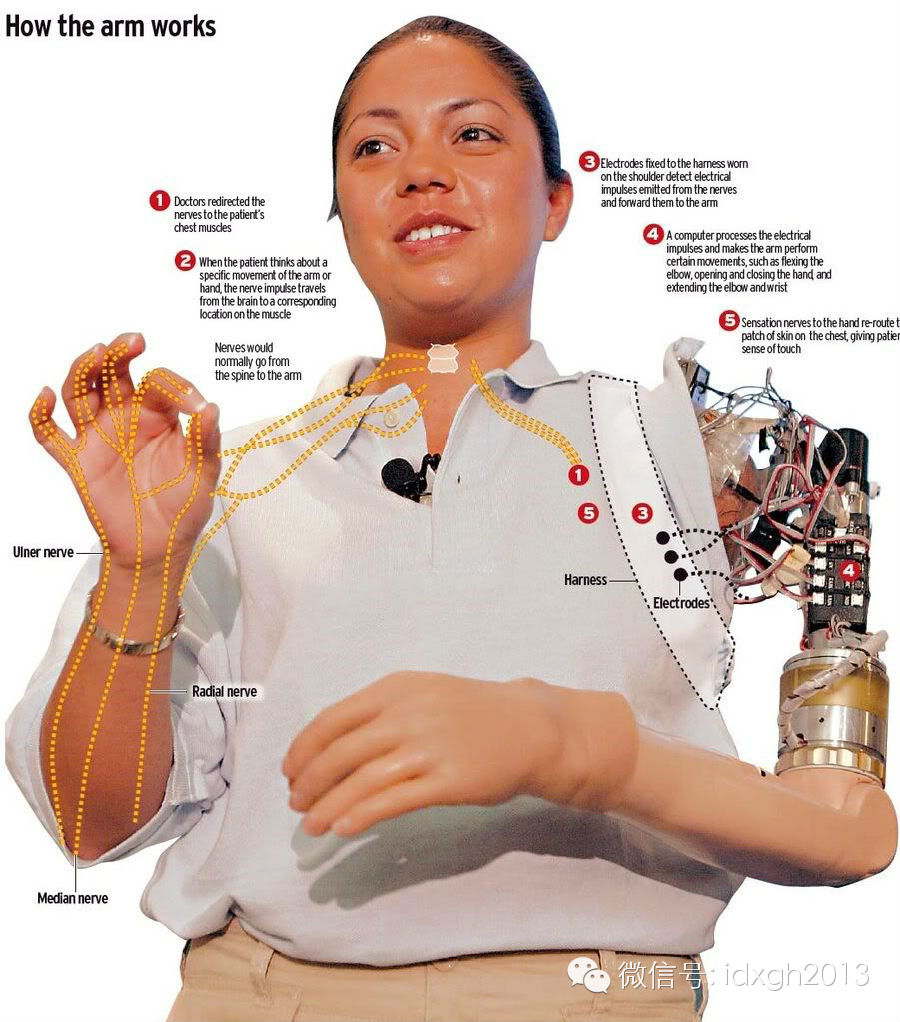 How the arm works
1 Doctors redirected the
nerves to the patient's
chest muscles
2 When the patient thinks about a
specific movement of the arm or
hand, the nerve impulse travels
from the brain to a corresponding
location on the muscle
Nerves would
normally go from
the spine to the arm
3 Electrodes fixed to the harness worn
on the shoulder detect electrical
impulses emitted from the nerves
and forward them to the arm
4 A computer processes the electrical
impulses and makes the arm perform
certain movements, such as flexing the
elbow, opening and closing the hand, and
extending the elbow and wrist
5 Sensation nerves to the hand re-route t
patch of skin on the chest, giving patie
sense of touch
1
5
3
4
Ulner nerve
Harness
Electrodes
Radial nerve
Median nerve
微信号: idxgh2013